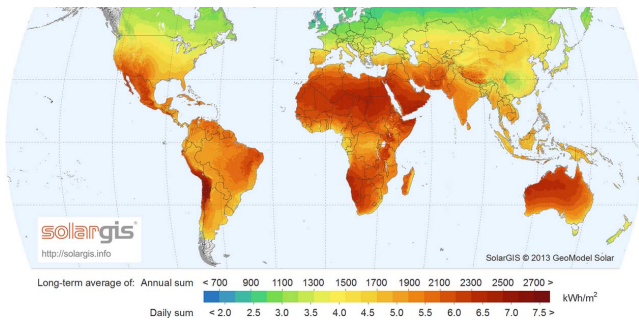 solargis
http://solargis.info
SolarGIS © 2013 GeoModel Solar
Long-term average of: Annual sum < 700 900 1100 1300 1500 1700 1900 2100 2300 2500 2700 >
kWh/m²
Daily sum < 2.0 2.5 3.0 3.5 4.0 4.5 5.0 5.5 6.0 6.5 7.0 7.5 >